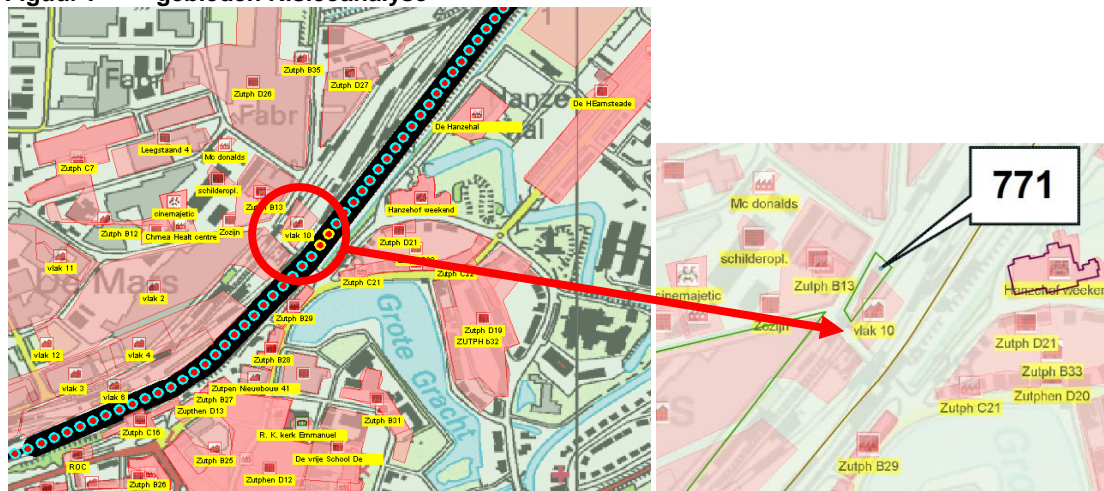 Zutph B35
Zutph D28
Zutph D27
Fabr
De HEamsteade
De Hanzehal
Leegstaand 4
Mc donalds
Zutph C7
schilderopl.
Zutph B13
cinemajetic
Zutph B12
Chmea Healt centre
Zozijn
vlak 10
Hanzehof weekend
Zutph D21
Zutph C22
Zutph C21
vlak 11
De Mars
vlak 2
Zutph B29
Grote
Gracht
Zutph D19
ZUTPH b32
vlak 12
vlak 4
Zutph B28
vlak 3
vlak 6
Zutpen Nieuwbouw 41
Zutph B27
Zupthen D13
Zutph C16
R. K. kerk Emmanuel
Zutph B31
ROC
Zutph B25
De vrije School De
Zutph B26
Zutphen D12
771
Mc donalds
schilderopl.
Zutph B13
cinemajetic
Zozijn
vlak 10
Hanzehof weeken
Zutph D21
Zutph B33
Zutphen D20
Zutph C21
Zutph B29